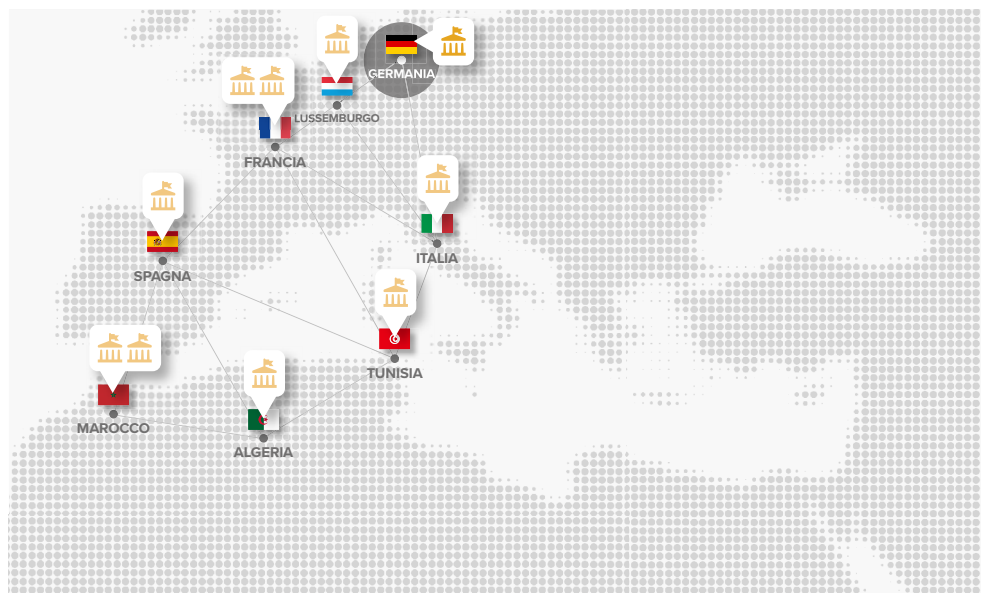 GERMANIA
LUSSEMBURGO
FRANCIA
ITALIA
SPAGNA
TUNISIA
MAROCCO
ALGERIA